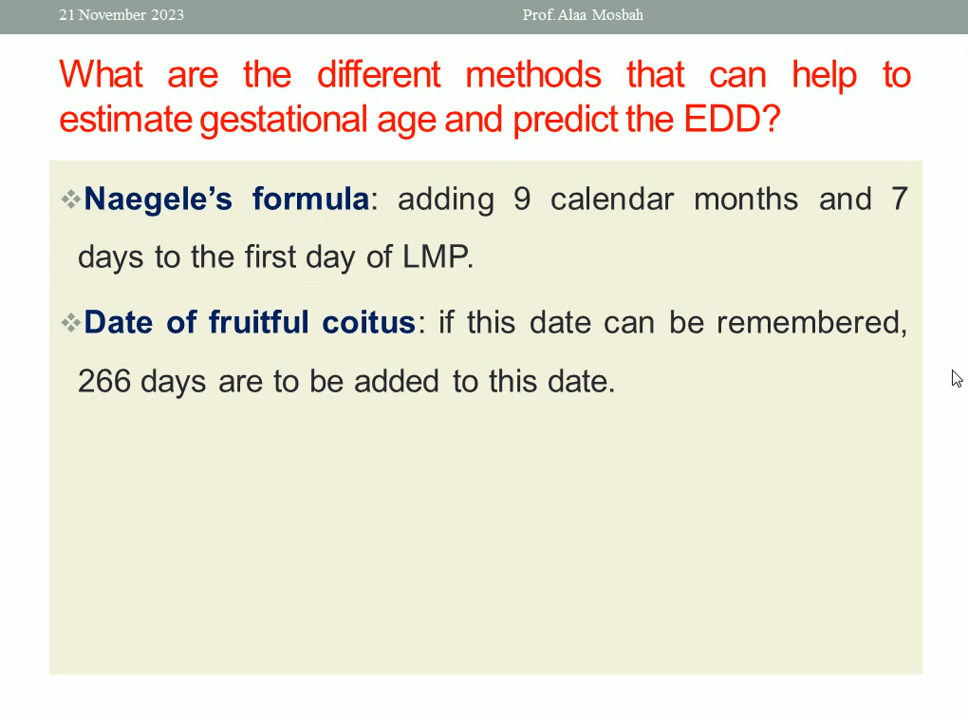 21 November 2023
Prof. Alaa Mosbah
What are the different methods that can help to
estimate gestational age and predict the EDD?
❖Naegele’s formula: adding 9 calendar months and 7
days to the first day of LMP.
❖Date of fruitful coitus: if this date can be remembered,
266 days are to be added to this date.